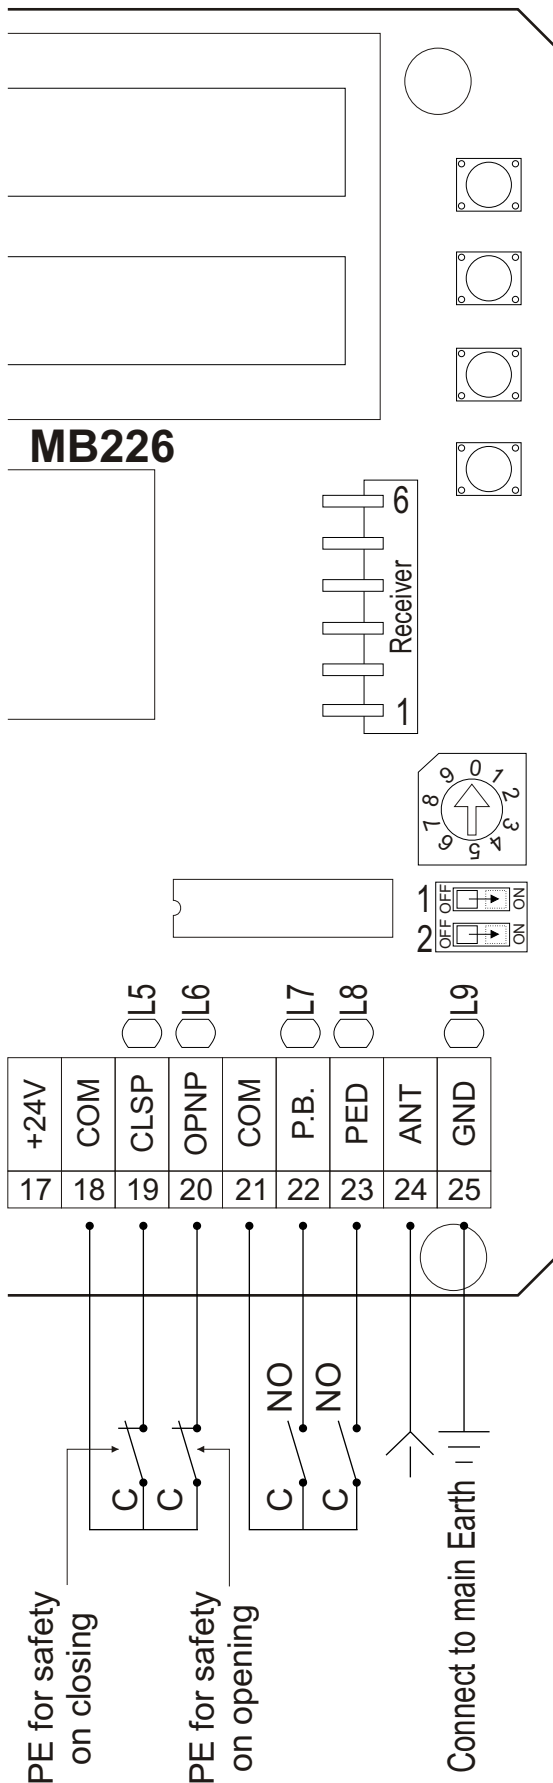 MB226
6
Receiver
1
0
1
2
3
4
5
6
7
8
9
1 OFF ON
2 OFF ON
L5 L6 L7 L8 L9
+24V COM CLSP OPNP COM P.B. PED ANT GND
17 18 19 20 21 22 23 24 25
NO NO
C C C C
PE for safety
on closing
PE for safety
on opening
Connect to main Earth